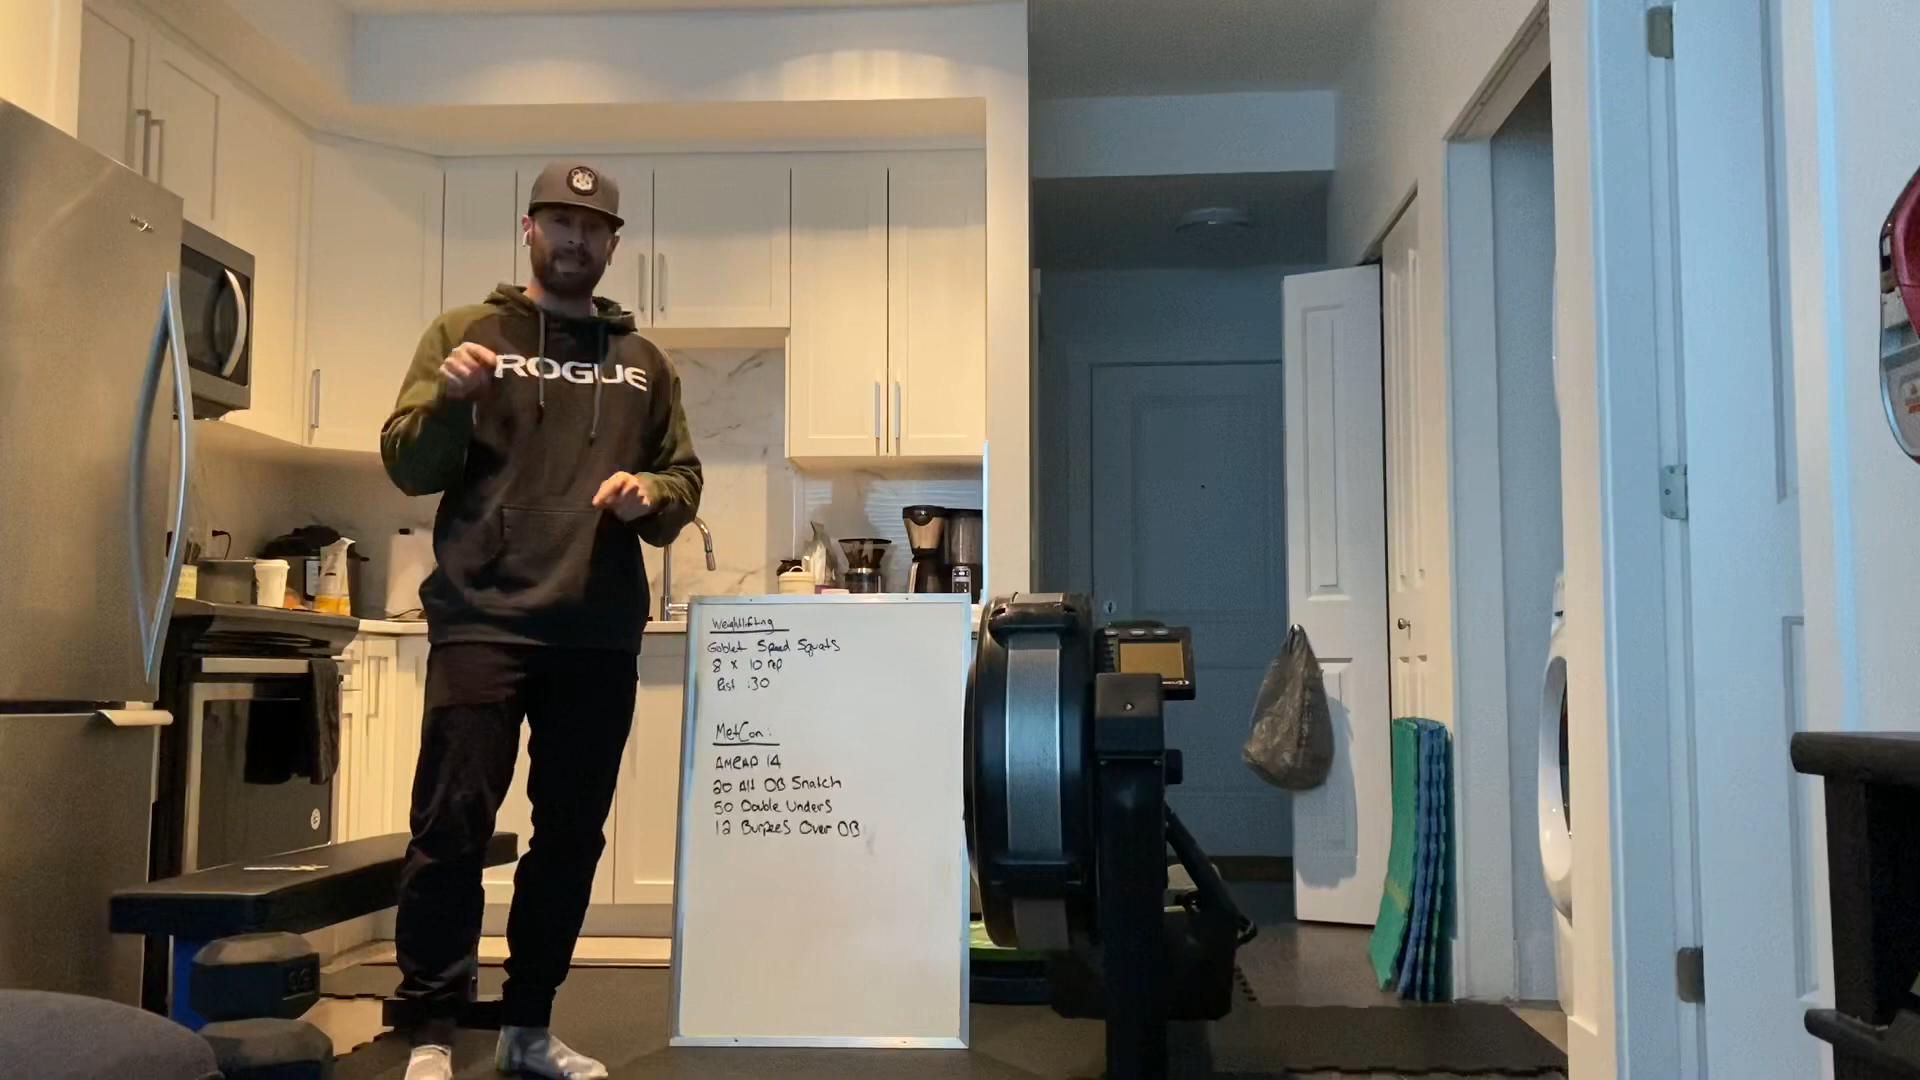 ROGUE
Weightlifting
Goblet Speed Squats
8 x 10 rep
Rest :30
MetCon:
AMRAP 14
20 Alt DB Snatch
50 Double Unders
12 Burpees Over DB